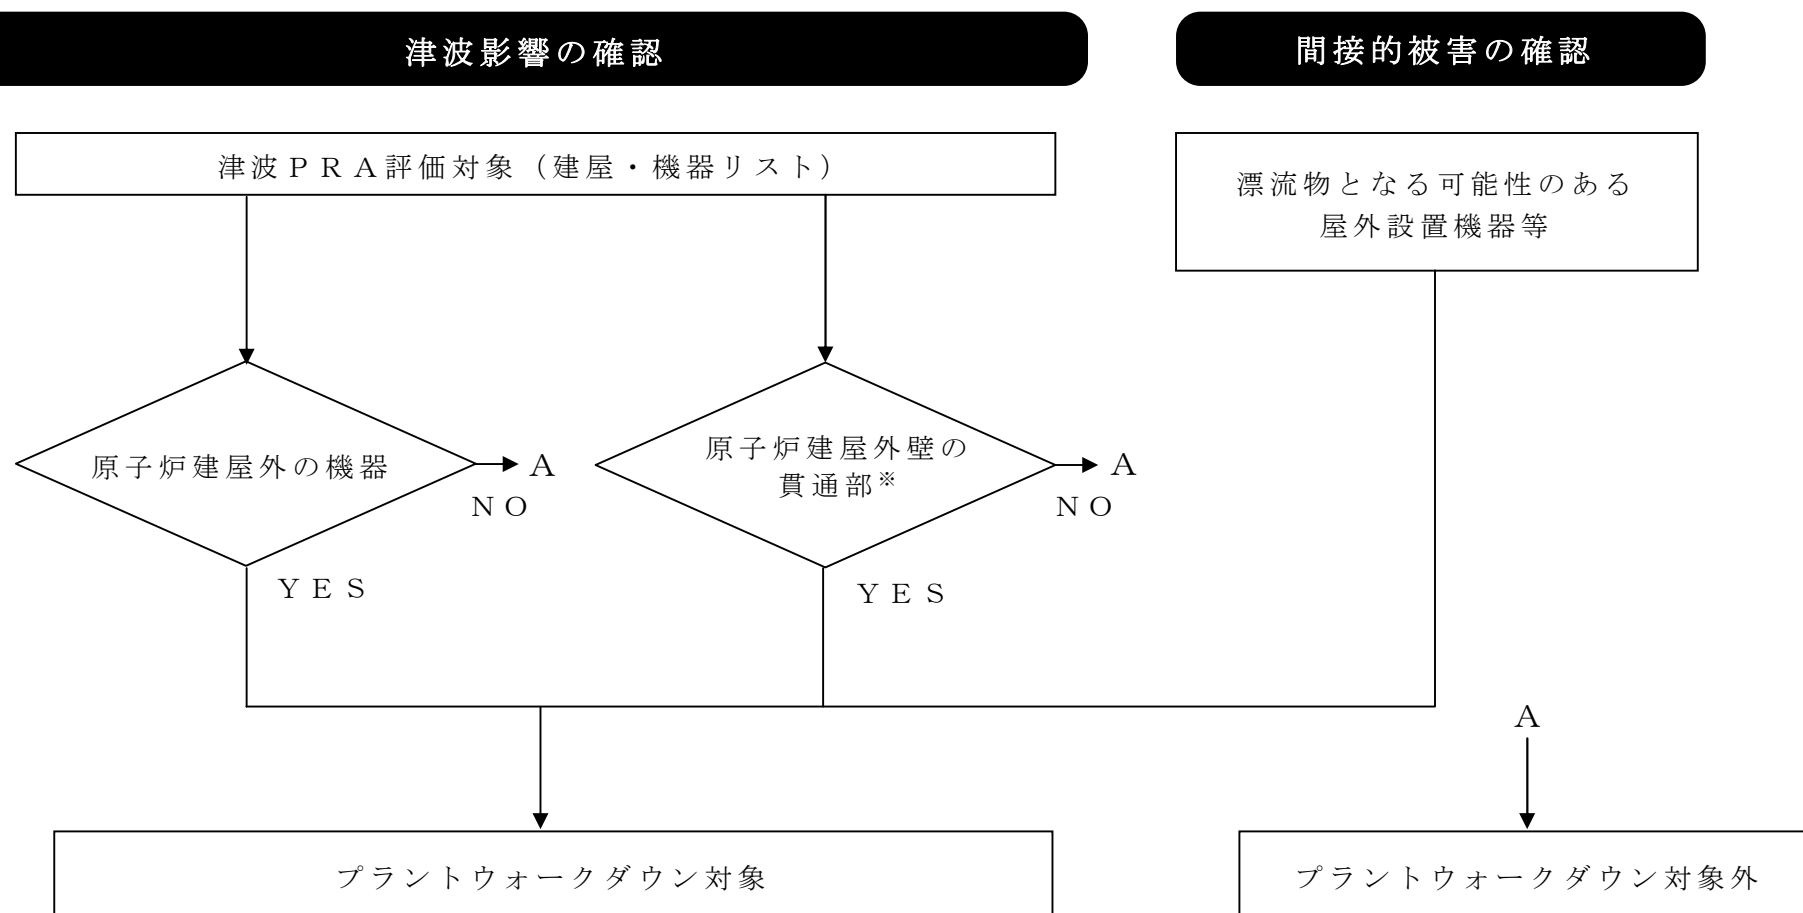 津波影響の確認
間接的被害の確認
津波ＰＲＡ評価対象（建屋・機器リスト）
漂流物となる可能性のある
屋外設置機器等
原子炉建屋外の機器
Ａ
ＮＯ
ＹＥＳ
原子炉建屋外壁の
貫通部※
Ａ
ＮＯ
ＹＥＳ
Ａ
プラントウォークダウン対象
プラントウォークダウン対象外